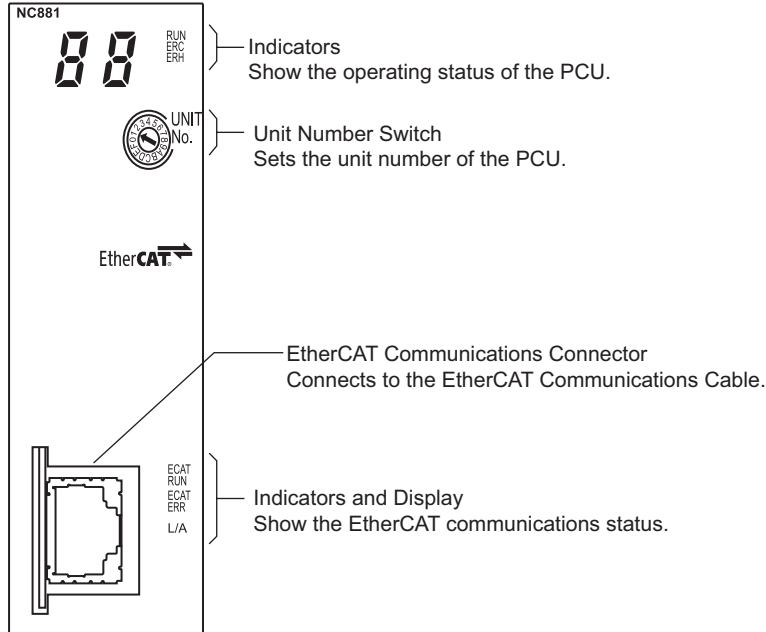 NC881
88
RUN
ERC
ERH
Indicators
Show the operating status of the PCU.
0123456789ABCDEF
UNIT
No.
Unit Number Switch
Sets the unit number of the PCU.
EtherCAT®
EtherCAT Communications Connector
Connects to the EtherCAT Communications Cable.
ECAT
RUN
ECAT
ERR
L/A
Indicators and Display
Show the EtherCAT communications status.